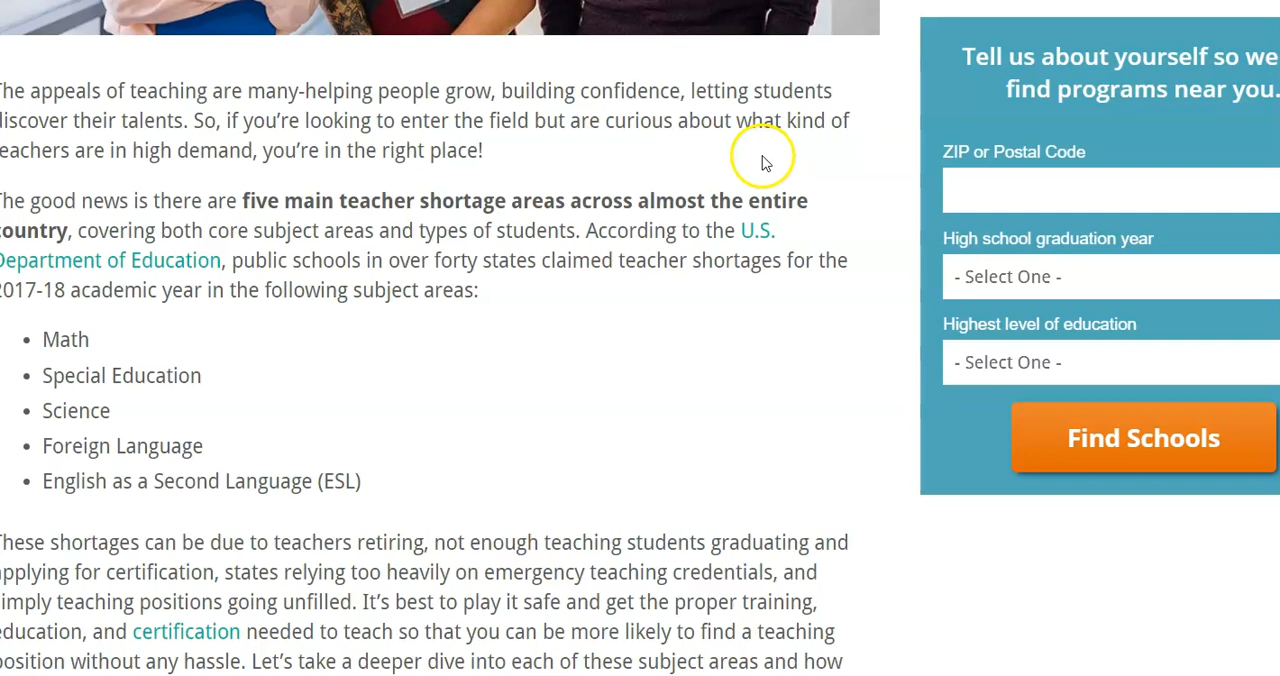 The appeals of teaching are many-helping people grow, building confidence, letting students
discover their talents. So, if you're looking to enter the field but are curious about what kind of
teachers are in high demand, you're in the right place!
The good news is there are five main teacher shortage areas across almost the entire
country, covering both core subject areas and types of students. According to the U.S.
Department of Education, public schools in over forty states claimed teacher shortages for the
2017-18 academic year in the following subject areas:
• Math
• Special Education
• Science
• Foreign Language
• English as a Second Language (ESL)
These shortages can be due to teachers retiring, not enough teaching students graduating and
applying for certification, states relying too heavily on emergency teaching credentials, and
simply teaching positions going unfilled. It's best to play it safe and get the proper training,
education, and certification needed to teach so that you can be more likely to find a teaching
position without any hassle. Let's take a deeper dive into each of these subject areas and how
Tell us about yourself so we
find programs near you.
ZIP or Postal Code
High school graduation year
- Select One -
Highest level of education
- Select One -
Find Schools